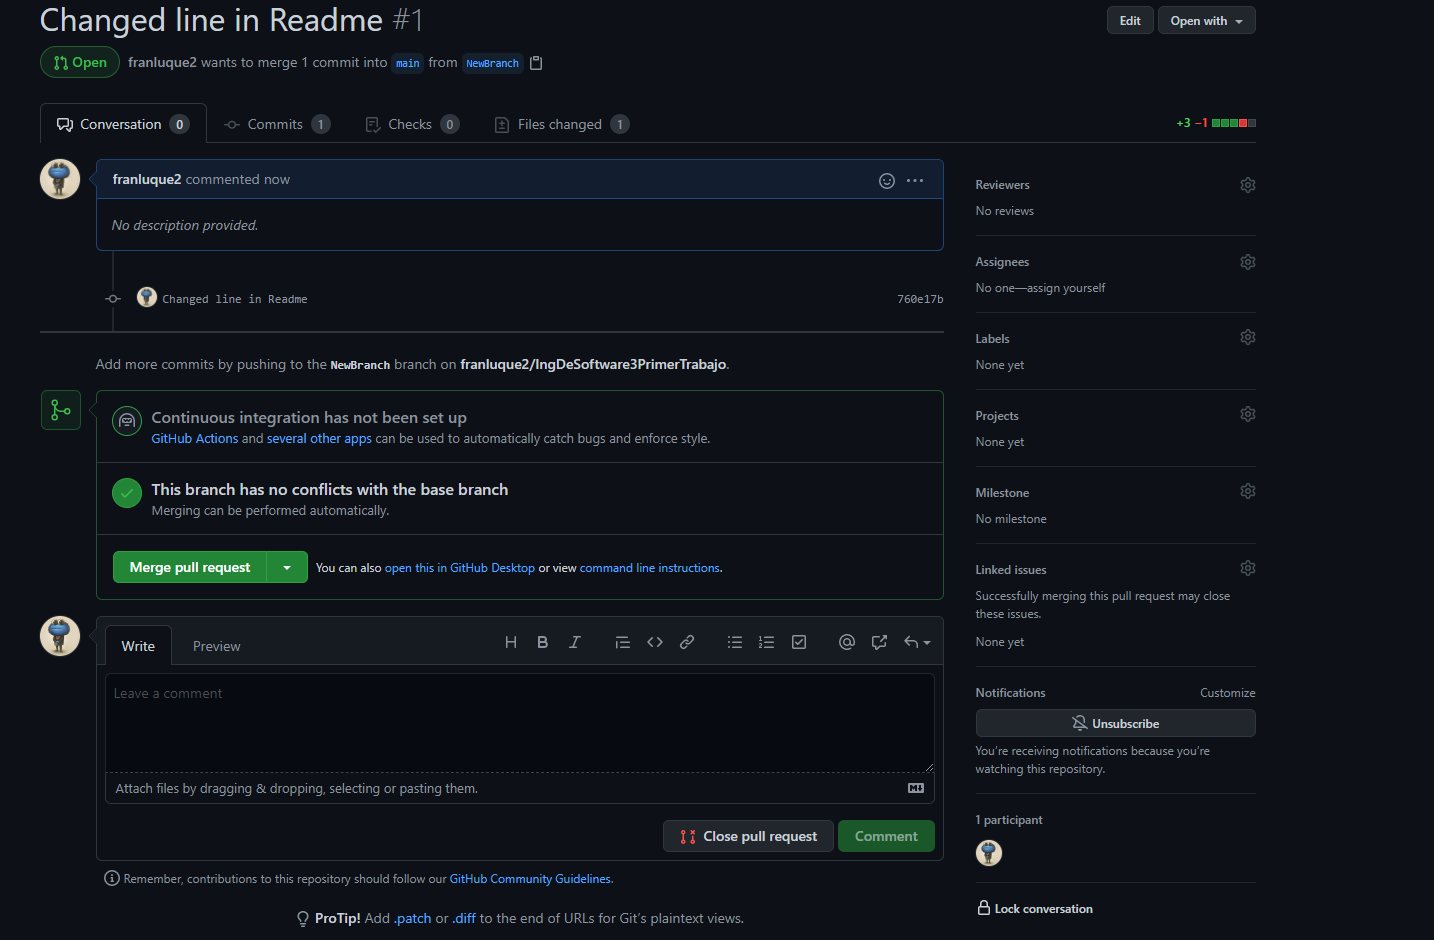 Changed line in Readme #1
Edit
Open with
Open
franluque2 wants to merge 1 commit into main from NewBranch
Conversation 0
Commits 1
Checks 0
Files changed 1
+3 −1
franluque2 commented now
No description provided.
Changed line in Readme
760e17b
Add more commits by pushing to the NewBranch branch on franluque2/IngDeSoftware3PrimerTrabajo.
Continuous integration has not been set up
GitHub Actions and several other apps can be used to automatically catch bugs and enforce style.
This branch has no conflicts with the base branch
Merging can be performed automatically.
Merge pull request
You can also open this in GitHub Desktop or view command line instructions.
Write
Preview
Leave a comment
Attach files by dragging & dropping, selecting or pasting them.
Close pull request
Comment
Remember, contributions to this repository should follow our GitHub Community Guidelines.
ProTip! Add .patch or .diff to the end of URLs for Git’s plaintext views.
Reviewers
No reviews
Assignees
No one—assign yourself
Labels
None yet
Projects
None yet
Milestone
No milestone
Linked issues
Successfully merging this pull request may close
these issues.
None yet
Notifications
Customize
Unsubscribe
You’re receiving notifications because you’re
watching this repository.
1 participant
Lock conversation